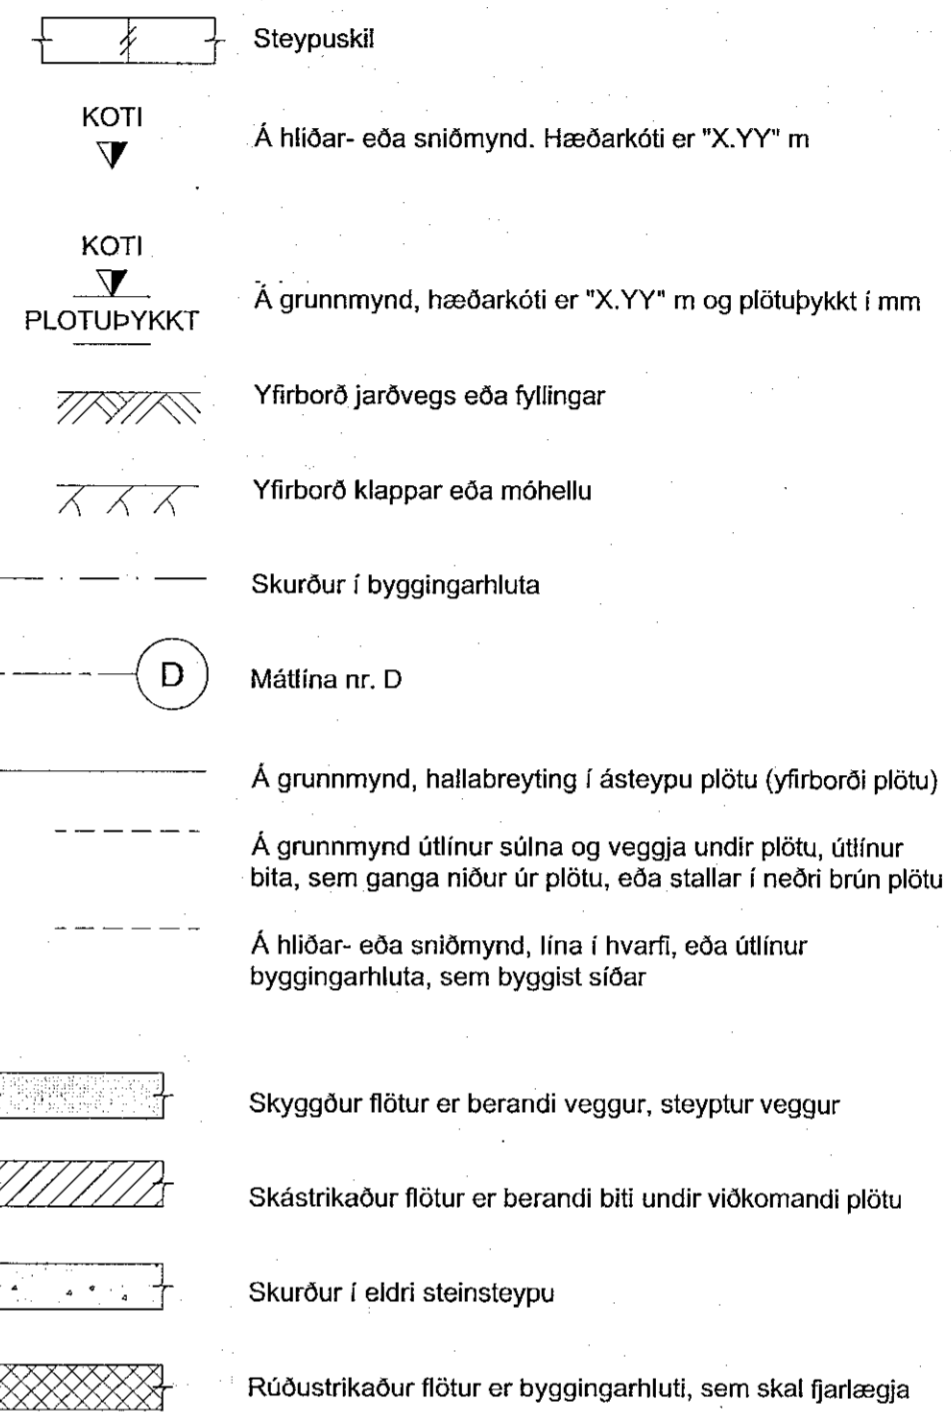 Steypuskil
KOTI
Á hliðar- eða sniðmynd. Hæðarkóti er "X.YY" m
KOTI
PLOTUÞYKKT
Á grunnmynd, hæðarkóti er "X.YY" m og plötuþykkt í mm
Yfirborð jarðvegs eða fyllingar
Yfirborð klappar eða móhellu
Skurður í byggingarhluta
D
Mátlína nr. D
Á grunnmynd, hallabreyting í ásteypu plötu (yfirborði plötu)
Á grunnmynd útlínur súlna og veggja undir plötu, útlínur
bita, sem ganga niður úr plötu, eða stallar í neðri brún plötu
Á hliðar- eða sniðmynd, lína í hvarfi, eða útlínur
byggingarhluta, sem byggist síðar
Skyggður flötur er berandi veggur, steyptur veggur
Skástrikaður flötur er berandi biti undir viðkomandi plötu
Skurður í eldri steinsteypu
Rúðustrikaður flötur er byggingarhluti, sem skal fjarlægja